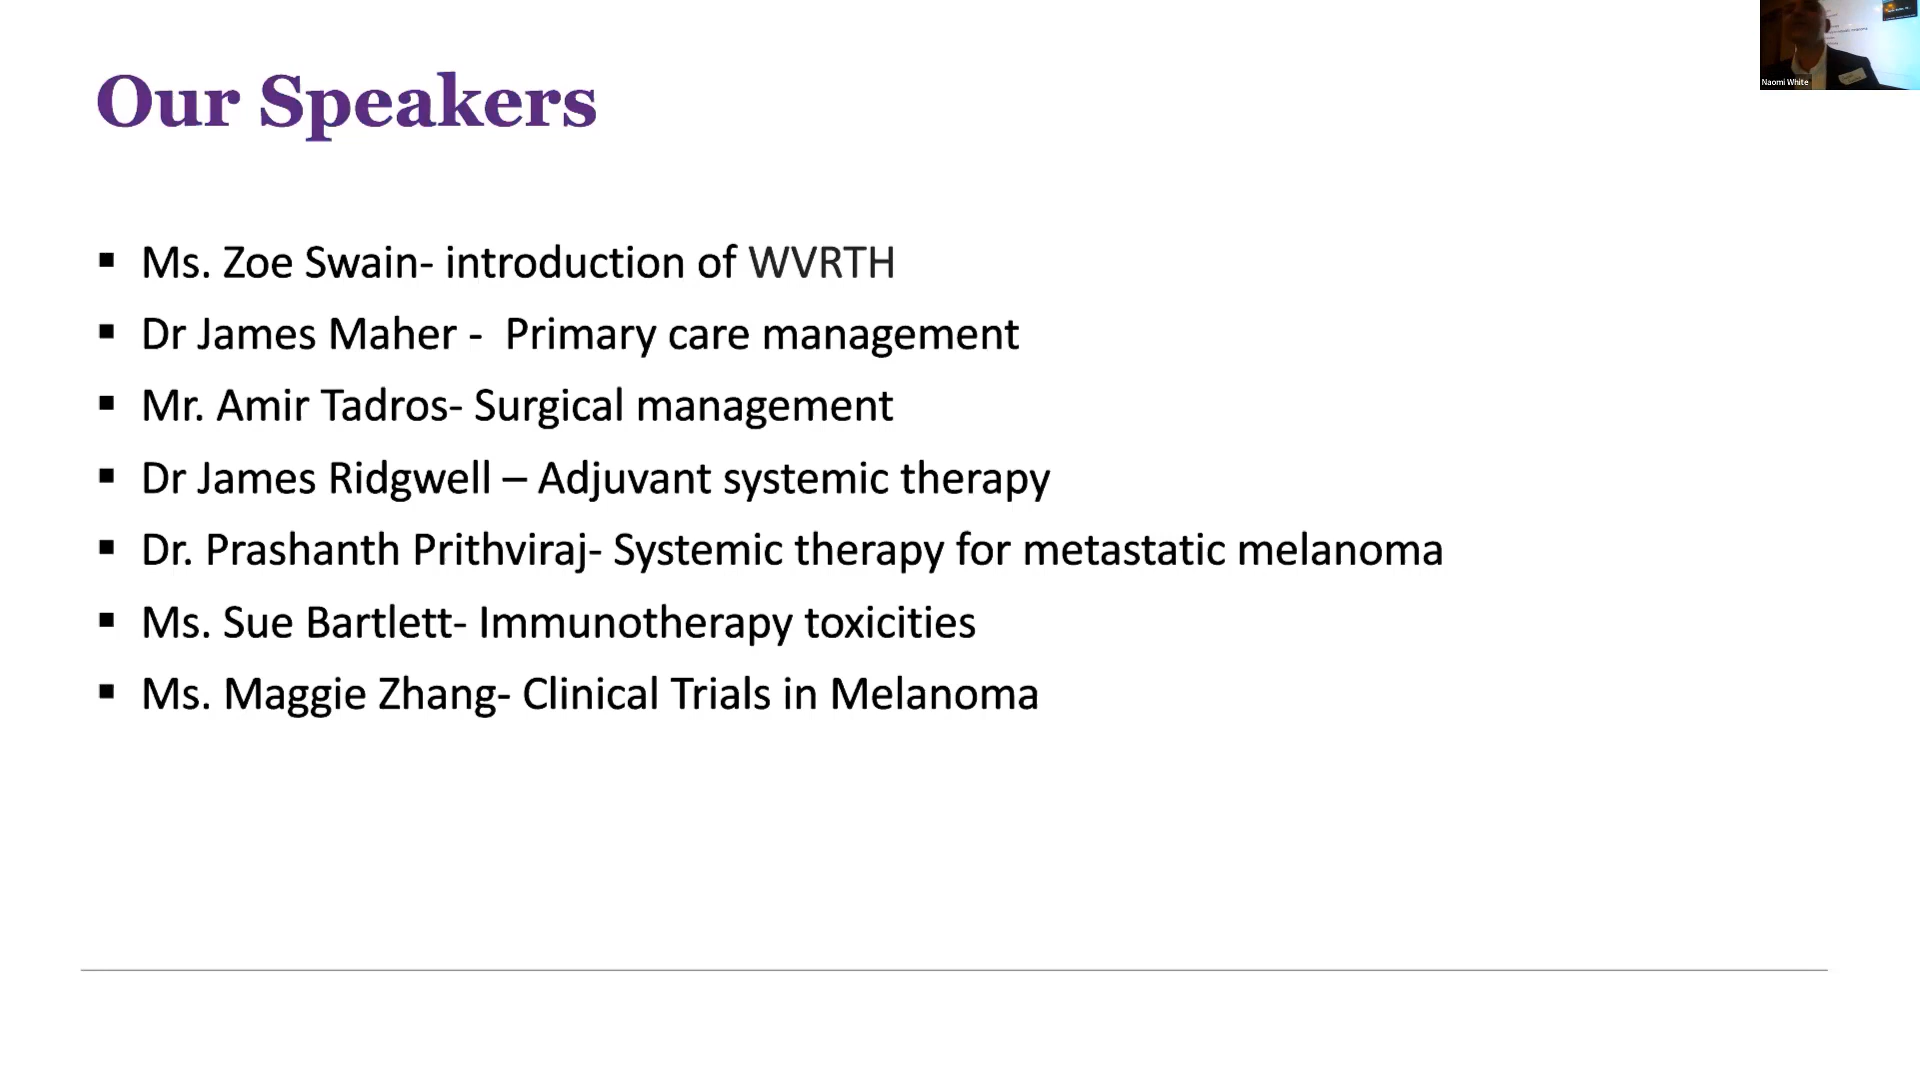 Our Speakers
▪ Ms. Zoe Swain- introduction of WVRTH
▪ Dr James Maher -  Primary care management
▪ Mr. Amir Tadros- Surgical management
▪ Dr James Ridgwell – Adjuvant systemic therapy
▪ Dr. Prashanth Prithviraj- Systemic therapy for metastatic melanoma
▪ Ms. Sue Bartlett- Immunotherapy toxicities
▪ Ms. Maggie Zhang- Clinical Trials in Melanoma
Naomi White